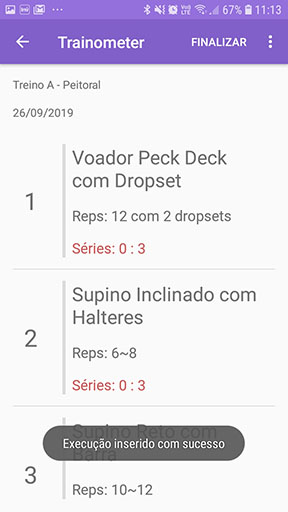 67% 11:13
Trainometer FINALIZAR
Treino A - Peitoral
26/09/2019
1
Voador Peck Deck
com Dropset
Reps: 12 com 2 dropsets
Séries: 0 : 3
2
Supino Inclinado com
Halteres
Reps: 6~8
Séries: 0 : 3
3
Supino Reto com
Barra
Execução inserido com sucesso
Reps: 10~12